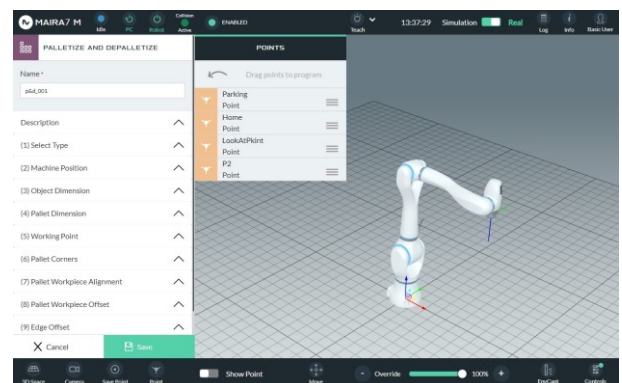 MAIRA7 M
Idle
PC
Robot
Collision
Active
ENABLED
Teach
13:37:29
Simulation
Real
Log
Info
Basic User
PALLETIZE AND DEPALLETIZE
Name *
p&d_001
Description
(1) Select Type
(2) Machine Position
(3) Object Dimension
(4) Pallet Dimension
(5) Working Point
(6) Pallet Corners
(7) Pallet Workpiece Alignment
(8) Pallet Workpiece Offset
(9) Edge Offset
Cancel
Save
POINTS
Drag points to program
Parking
Point
Home
Point
LookAtPkint
Point
P2
Point
3D Space
Camera
Save Point
Point
Show Point
Move
- Override
100% +
EnvCast
Controls